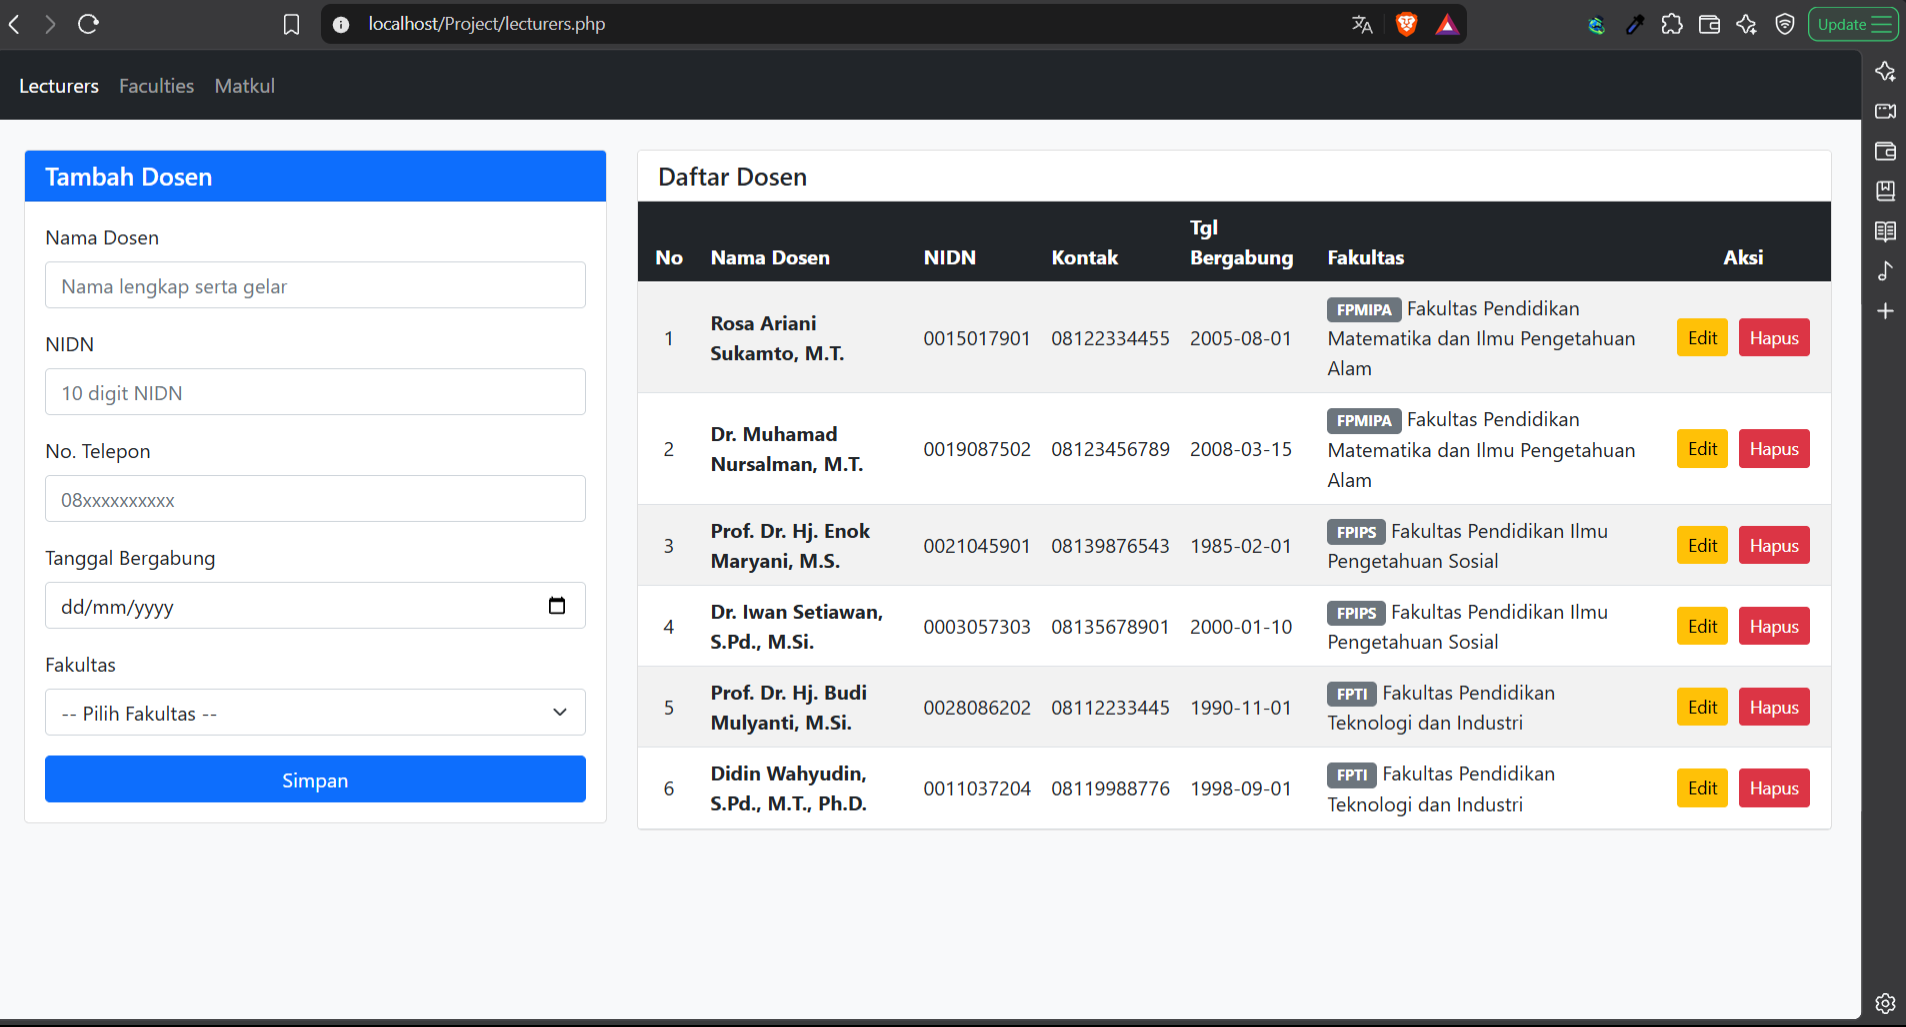 localhost/Project/lecturers.php
Update
Lecturers Faculties Matkul
Tambah Dosen
Nama Dosen
Nama lengkap serta gelar
NIDN
10 digit NIDN
No. Telepon
08xxxxxxxxxx
Tanggal Bergabung
dd/mm/yyyy
Fakultas
-- Pilih Fakultas --
Simpan
Daftar Dosen
No Nama Dosen NIDN Kontak Tgl
Bergabung Fakultas Aksi
1 Rosa Ariani
Sukamto, M.T. 0015017901 08122334455 2005-08-01 FPMIPA Fakultas Pendidikan
Matematika dan Ilmu Pengetahuan
Alam Edit Hapus
2 Dr. Muhamad
Nursalman, M.T. 0019087502 08123456789 2008-03-15 FPMIPA Fakultas Pendidikan
Matematika dan Ilmu Pengetahuan
Alam Edit Hapus
3 Prof. Dr. Hj. Enok
Maryani, M.S. 0021045901 08139876543 1985-02-01 FPIPS Fakultas Pendidikan Ilmu
Pengetahuan Sosial Edit Hapus
4 Dr. Iwan Setiawan,
S.Pd., M.Si. 0003057303 08135678901 2000-01-10 FPIPS Fakultas Pendidikan Ilmu
Pengetahuan Sosial Edit Hapus
5 Prof. Dr. Hj. Budi
Mulyanti, M.Si. 0028086202 08112233445 1990-11-01 FPTI Fakultas Pendidikan
Teknologi dan Industri Edit Hapus
6 Didin Wahyudin,
S.Pd., M.T., Ph.D. 0011037204 08119988776 1998-09-01 FPTI Fakultas Pendidikan
Teknologi dan Industri Edit Hapus